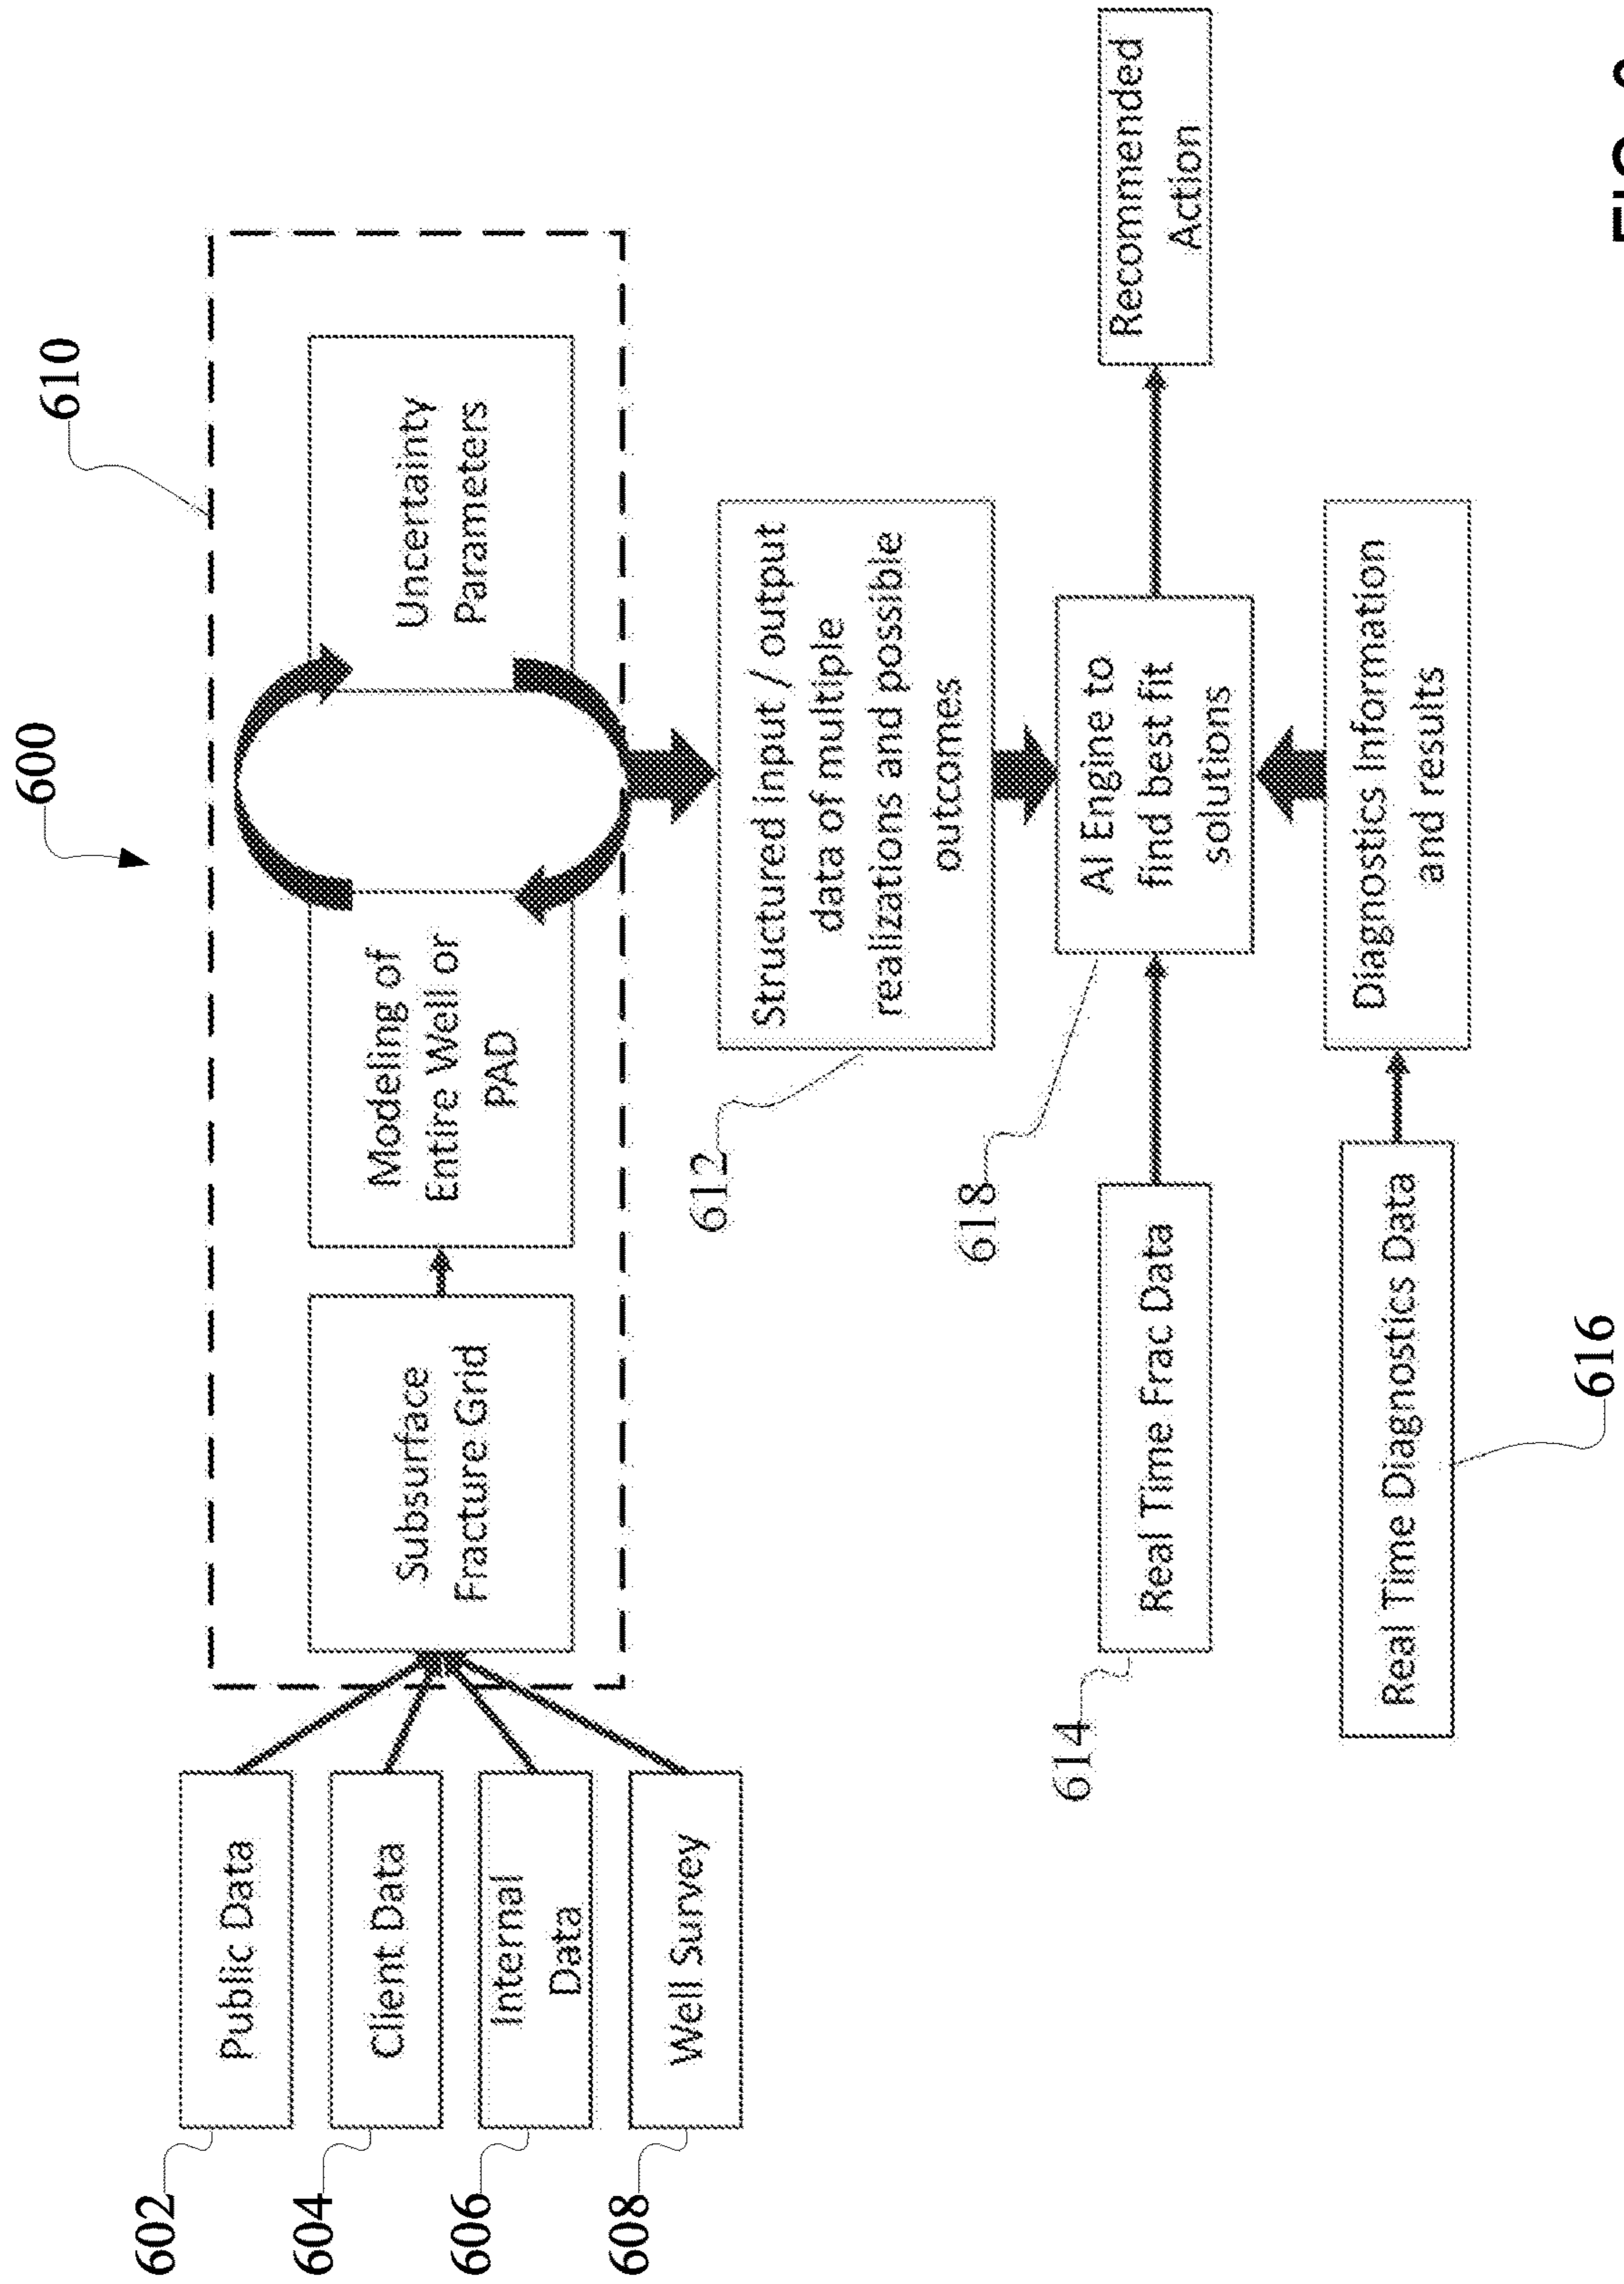 600
610
602
Public Data
604
Client Data
606
Internal
Data
608
Well Survey
Subsurface
Fracture Grid
Modeling of
Entire Well or
PAD
Uncertainty
Parameters
612
Structured input / output
data of multiple
realizations and possible
outcomes
618
AI Engine to
find best fit
solutions
614
Real Time Frac Data
Recommended
Action
616
Real Time Diagnostics Data
Diagnostics Information
and results